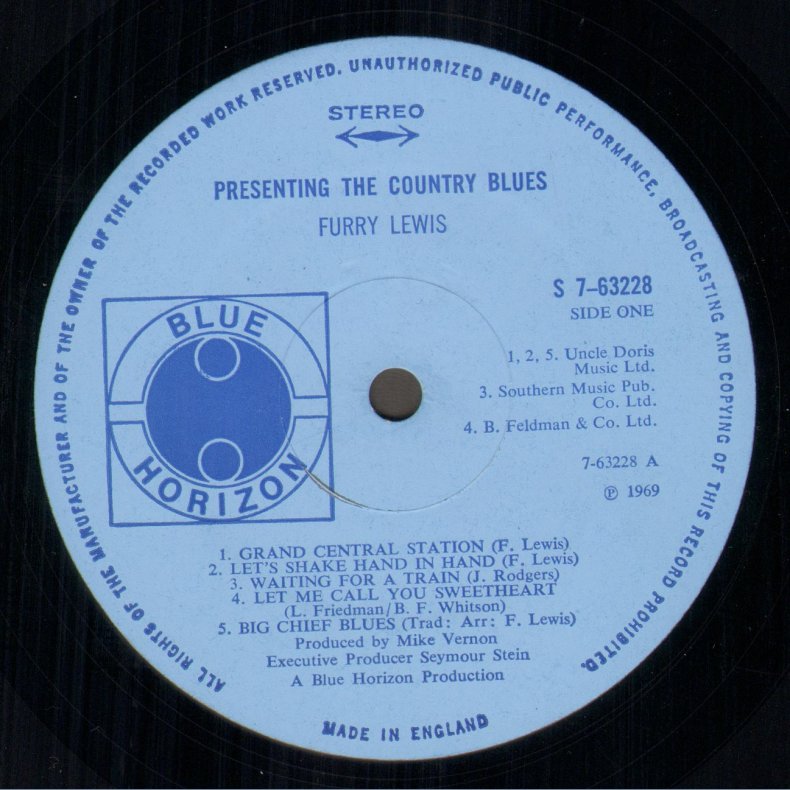 ALL RIGHTS OF THE MANUFACTURER AND OF THE OWNER OF THE RECORDED WORK RESERVED. UNAUTHORIZED PUBLIC PERFORMANCE, BROADCASTING AND COPYING OF THIS RECORD PROHIBITED.
STEREO
PRESENTING THE COUNTRY BLUES
FURRY LEWIS
S 7-63228
SIDE ONE
BLUE
HORIZON
1, 2, 5. Uncle Doris
Music Ltd.
3. Southern Music Pub.
Co. Ltd.
4. B. Feldman & Co. Ltd.
7-63228 A
℗ 1969
1. GRAND CENTRAL STATION (F. Lewis)
2. LET'S SHAKE HAND IN HAND (F. Lewis)
3. WAITING FOR A TRAIN (J. Rodgers)
4. LET ME CALL YOU SWEETHEART
(L. Friedman/B. F. Whitson)
5. BIG CHIEF BLUES (Trad: Arr: F. Lewis)
Produced by Mike Vernon
Executive Producer Seymour Stein
A Blue Horizon Production
MADE IN ENGLAND